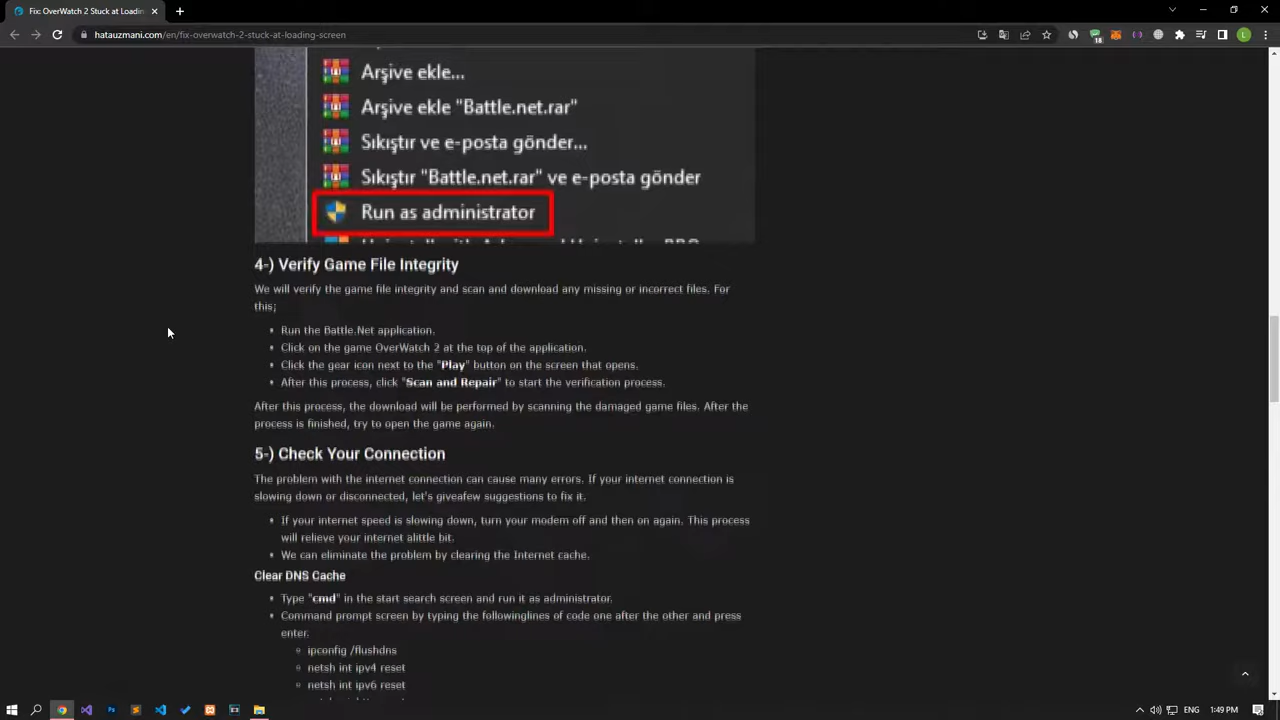 Fix OverWatch 2 Stuck at Loading
hatauzmani.com/en/fix-overwatch-2-stuck-at-loading-screen
18
L
Arşive ekle...
Arşive ekle "Battle.net.rar"
Sıkıştır ve e-posta gönder...
Sıkıştır "Battle.net.rar" ve e-posta gönder
Run as administrator
4-) Verify Game File Integrity
We will verify the game file integrity and scan and download any missing or incorrect files. For
this;
Run the Battle.Net application.
Click on the game OverWatch 2 at the top of the application.
Click the gear icon next to the "Play" button on the screen that opens.
After this process, click "Scan and Repair" to start the verification process.
After this process, the download will be performed by scanning the damaged game files. After the
process is finished, try to open the game again.
5-) Check Your Connection
The problem with the internet connection can cause many errors. If your internet connection is
slowing down or disconnected, let's giveafew suggestions to fix it.
If your internet speed is slowing down, turn your modem off and then on again. This process
will relieve your internet alittle bit.
We can eliminate the problem by clearing the Internet cache.
Clear DNS Cache
Type "cmd" in the start search screen and run it as administrator.
Command prompt screen by typing the followinglines of code one after the other and press
enter.
ipconfig /flushdns
netsh int ipv4 reset
netsh int ipv6 reset
ENG
1:49 PM